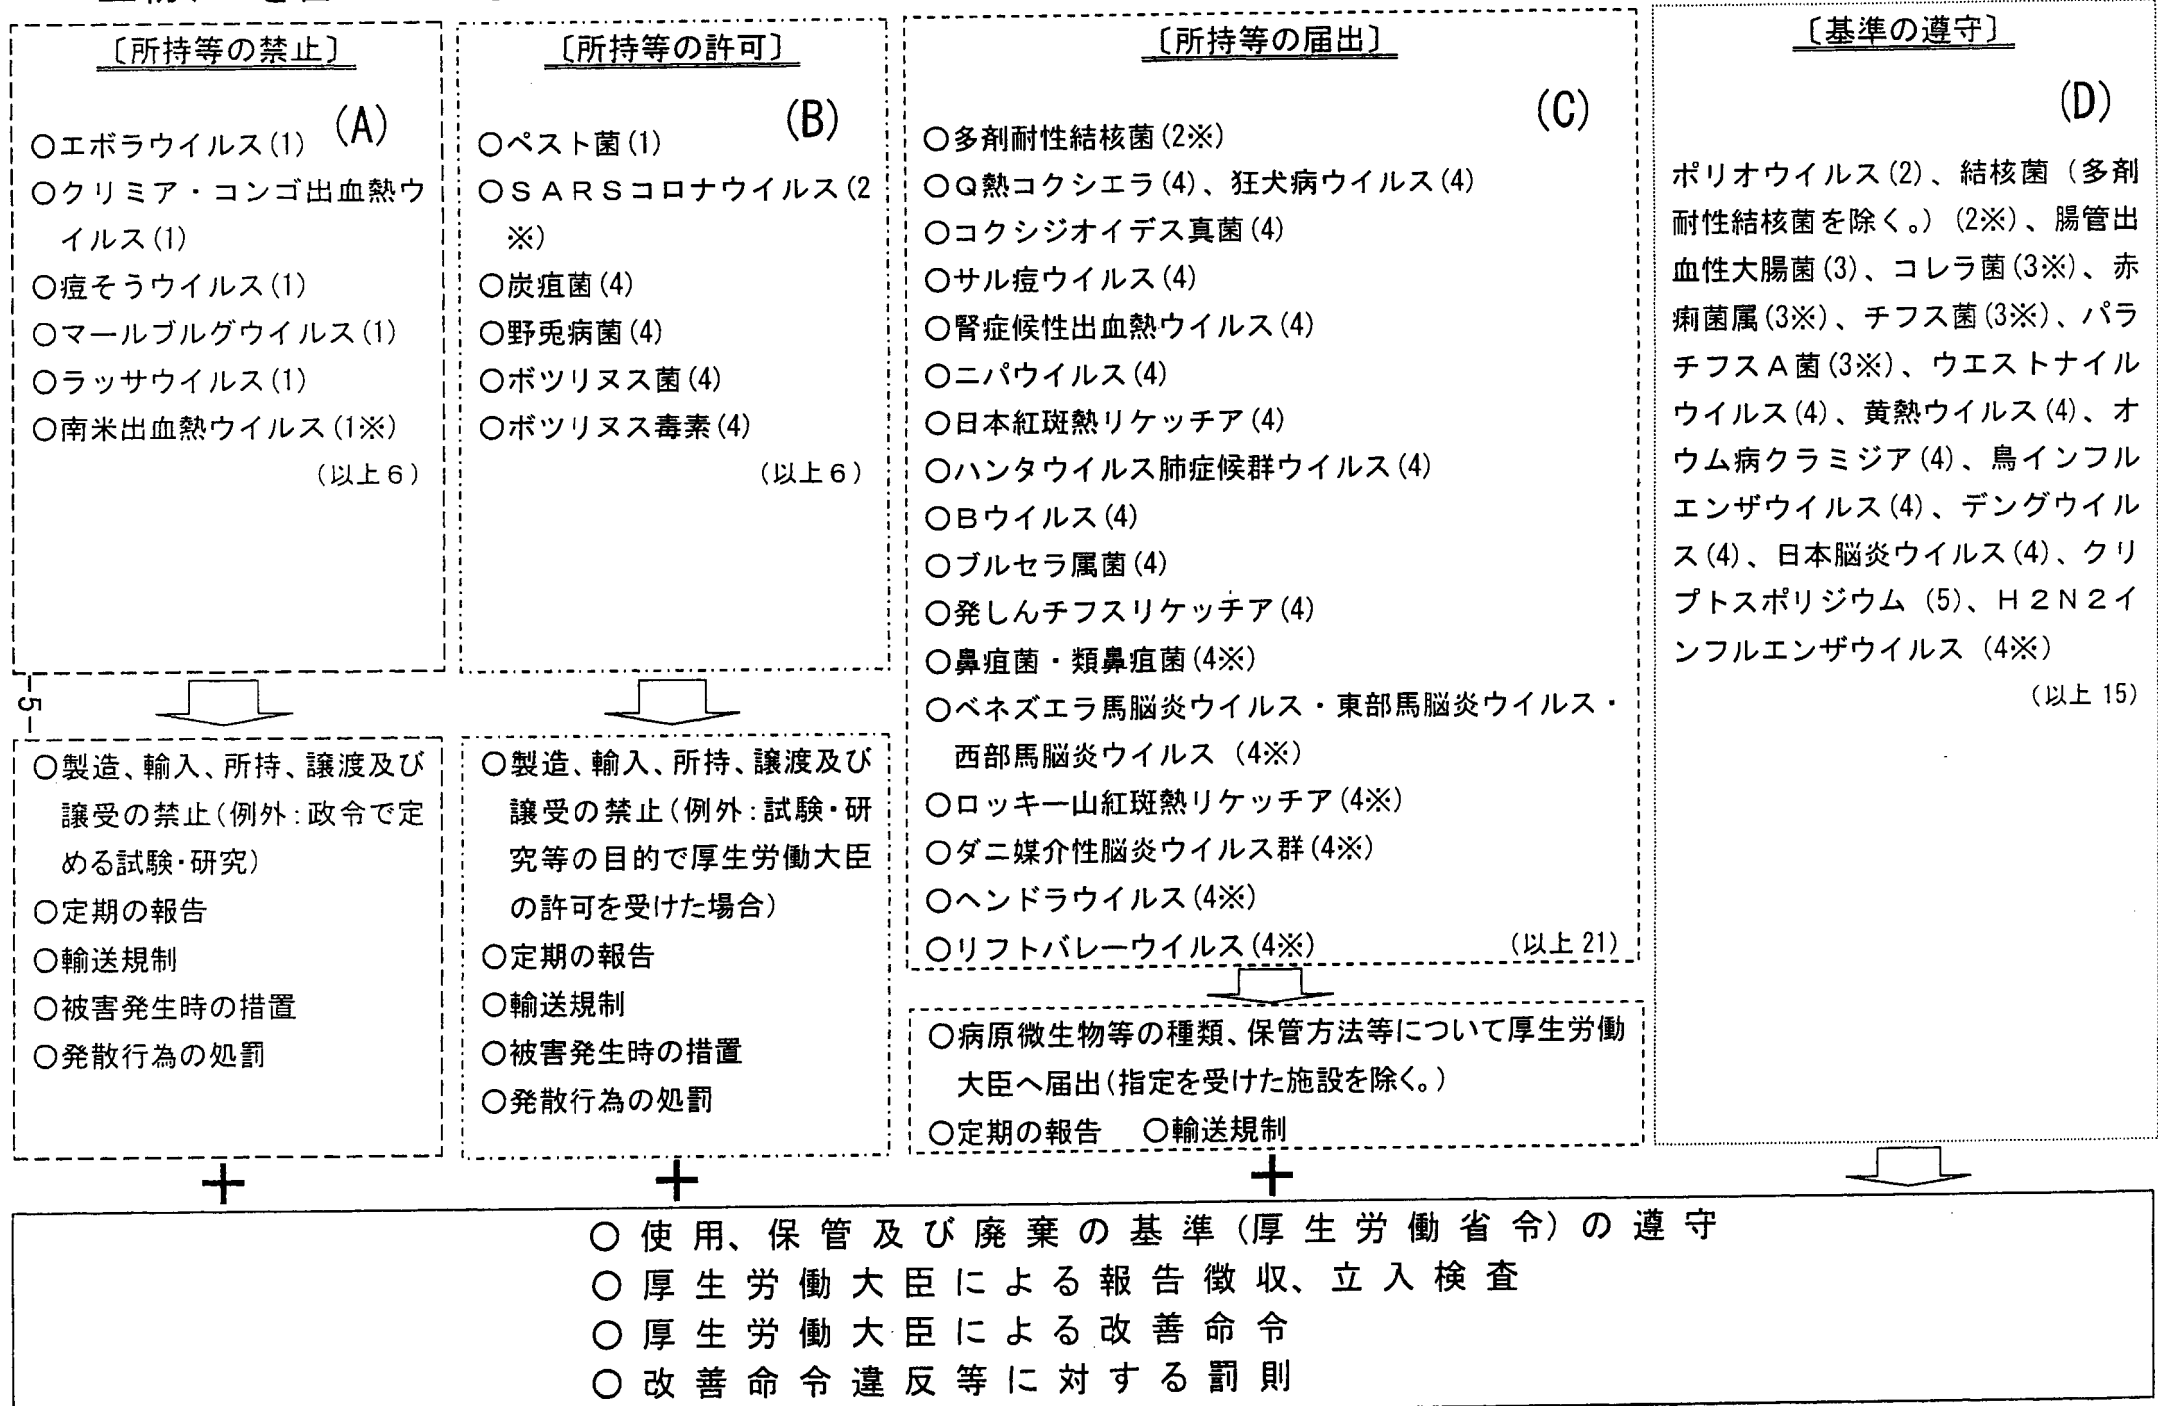 〔所持等の禁止〕
(A)
○エボラウイルス(1)
○クリミア・コンゴ出血熱ウ
イルス(1)
○痘そうウイルス(1)
○マールブルグウイルス(1)
○ラッサウイルス(1)
○南米出血熱ウイルス(1※)
(以上6)
〔所持等の許可〕
(B)
○ペスト菌(1)
○SARSコロナウイルス(2
※)
○炭疽菌(4)
○野兎病菌(4)
○ボツリヌス菌(4)
○ボツリヌス毒素(4)
(以上6)
〔所持等の届出〕
(C)
○多剤耐性結核菌(2※)
○Q熱コクシエラ(4)、狂犬病ウイルス(4)
○コクシジオイデス真菌(4)
○サル痘ウイルス(4)
○腎症候性出血熱ウイルス(4)
○ニパウイルス(4)
○日本紅斑熱リケッチア(4)
○ハンタウイルス肺症候群ウイルス(4)
○Bウイルス(4)
○ブルセラ属菌(4)
○発しんチフスリケッチア(4)
○鼻疽菌・類鼻疽菌(4※)
○ベネズエラ馬脳炎ウイルス・東部馬脳炎ウイルス・
西部馬脳炎ウイルス(4※)
○ロッキー山紅斑熱リケッチア(4※)
○ダニ媒介性脳炎ウイルス群(4※)
○ヘンドラウイルス(4※)
○リフトバレーウイルス(4※) (以上21)
〔基準の遵守〕
(D)
ポリオウイルス(2)、結核菌(多剤
耐性結核菌を除く。)(2※)、腸管出
血性大腸菌(3)、コレラ菌(3※)、赤
痢菌属(3※)、チフス菌(3※)、パラ
チフスA菌(3※)、ウエストナイル
ウイルス(4)、黄熱ウイルス(4)、オ
ウム病クラミジア(4)、鳥インフル
エンザウイルス(4)、デングウイル
ス(4)、日本脳炎ウイルス(4)、クリ
プトスポリジウム(5)、H2N2イ
ンフルエンザウイルス(4※)
(以上15)
-5-
○製造、輸入、所持、譲渡及び
譲受の禁止(例外:政令で定
める試験・研究)
○定期の報告
○輸送規制
○被害発生時の措置
○発散行為の処罰
○製造、輸入、所持、譲渡及び
譲受の禁止(例外:試験・研
究等の目的で厚生労働大臣
の許可を受けた場合)
○定期の報告
○輸送規制
○被害発生時の措置
○発散行為の処罰
○病原微生物等の種類、保管方法等について厚生労働
大臣へ届出(指定を受けた施設を除く。)
○定期の報告 ○輸送規制
+ + +
○使用、保管及び廃棄の基準(厚生労働省令)の遵守
○厚生労働大臣による報告徴収、立入検査
○厚生労働大臣による改善命令
○改善命令違反等に対する罰則